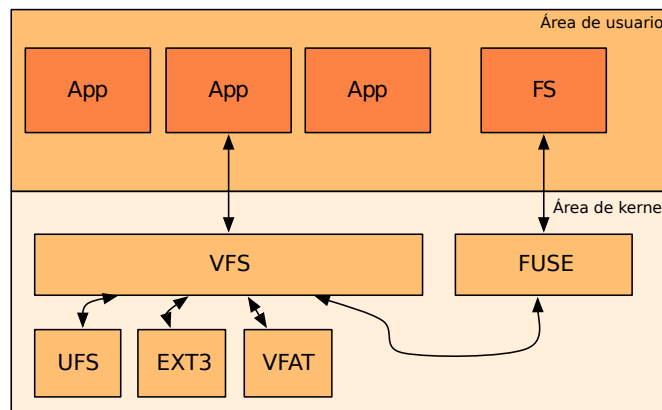 Área de usuario
App
App
App
FS
Área de kerne
VFS
FUSE
UFS
EXT3
VFAT